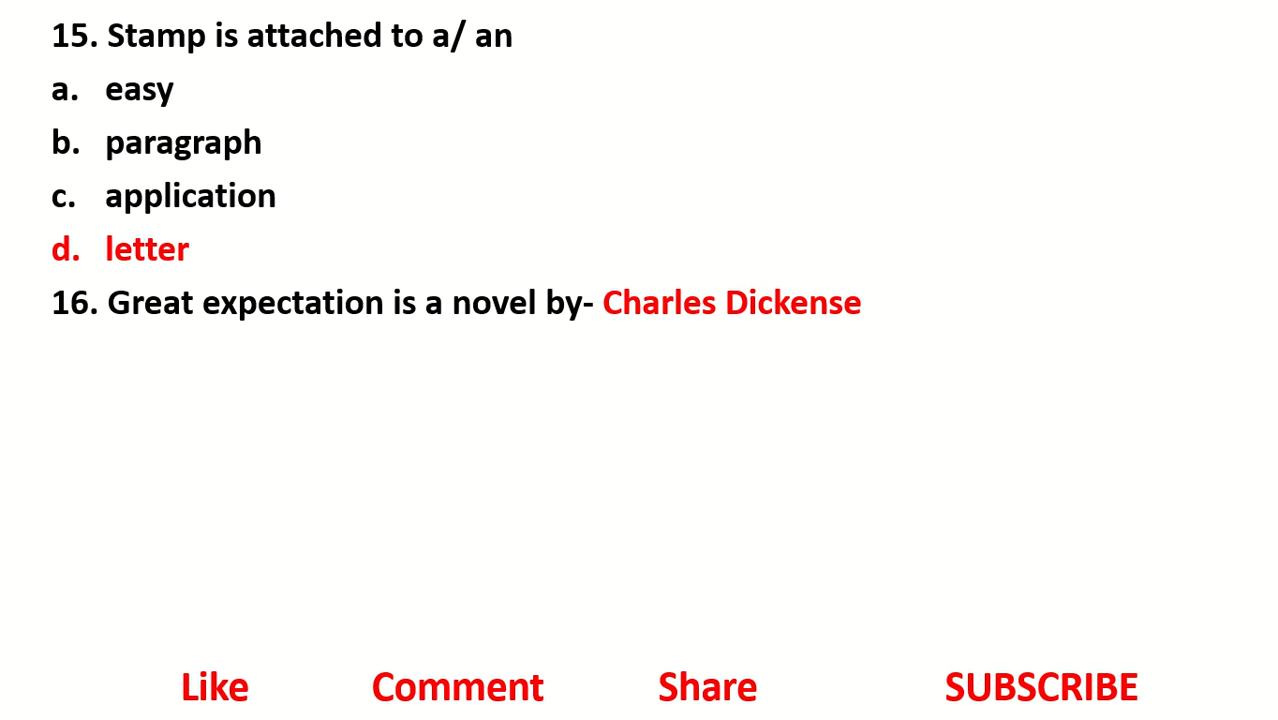 15. Stamp is attached to a/ an
a. easy
b. paragraph
c. application
d. letter
16. Great expectation is a novel by- Charles Dickense
Like Comment Share SUBSCRIBE